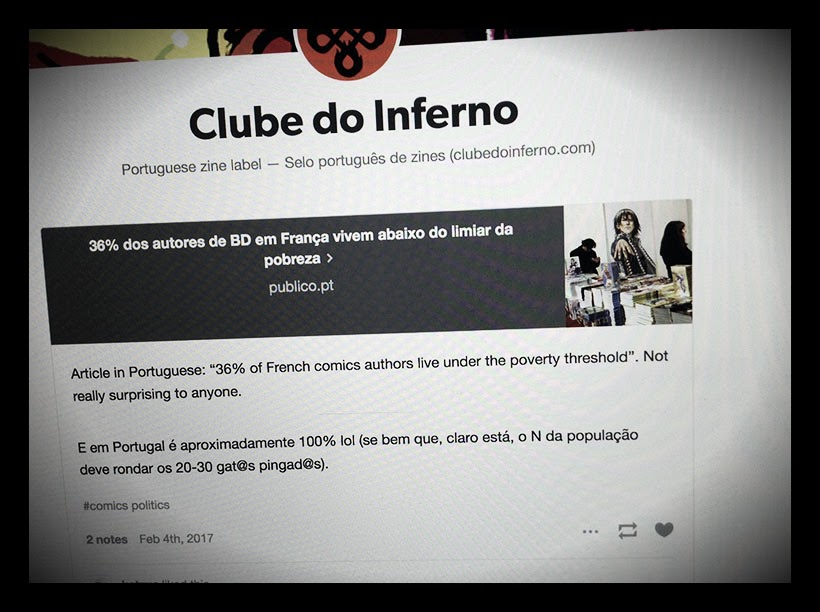 Clube do Inferno
Portuguese zine label — Selo português de zines (clubedoinferno.com)
36% dos autores de BD em França vivem abaixo do limiar da
pobreza >
publico.pt
Article in Portuguese: “36% of French comics authors live under the poverty threshold”. Not
really surprising to anyone.
E em Portugal é aproximadamente 100% lol (se bem que, claro está, o N da população
deve rondar os 20-30 gat@s pingad@s).
#comics politics
2 notes Feb 4th, 2017
liked this